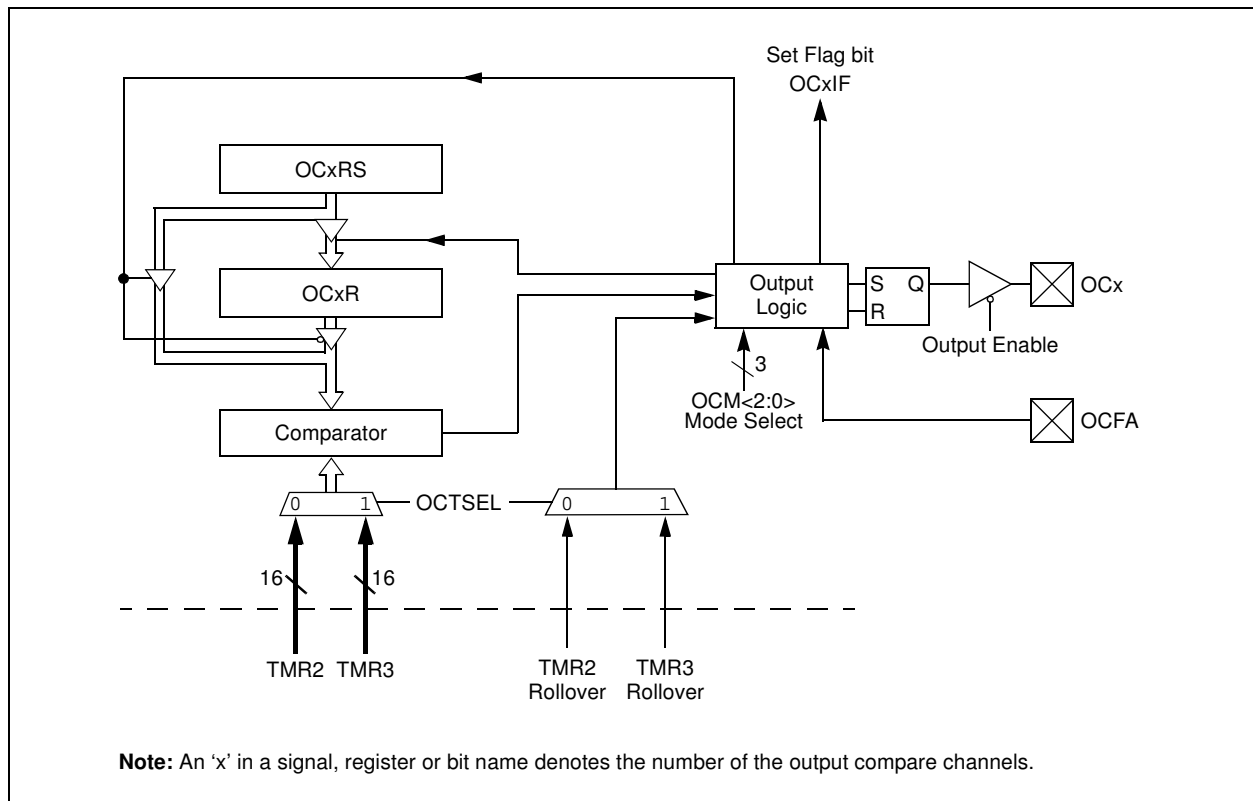 Set Flag bit
OCxIF
OCxRS
OCxR
Output
Logic
S Q
R
OCx
Output Enable
3
OCM<2:0>
Mode Select
OCFA
Comparator
0 1
OCTSEL
0 1
16
16
TMR2
TMR3
TMR2
Rollover
TMR3
Rollover
Note: An ‘x’ in a signal, register or bit name denotes the number of the output compare channels.